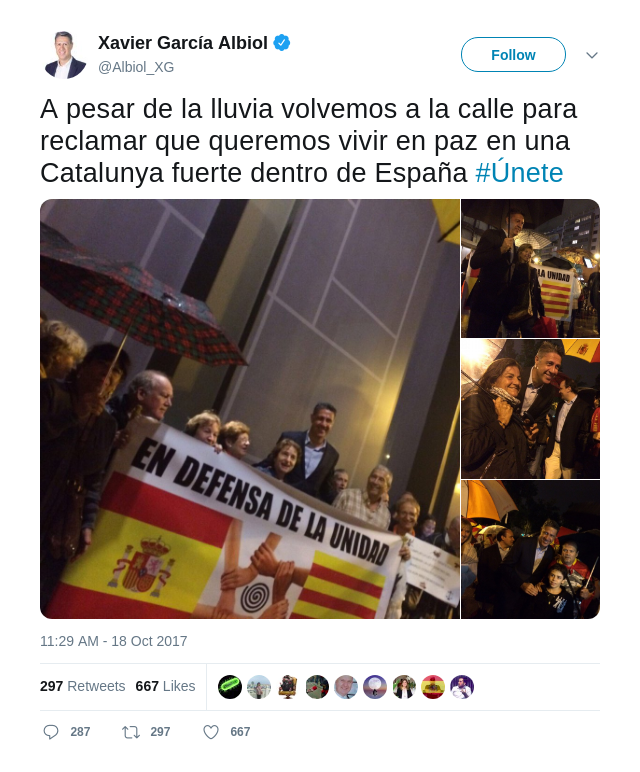 Xavier García Albiol
@Albiol_XG
Follow
A pesar de la lluvia volvemos a la calle para
reclamar que queremos vivir en paz en una
Catalunya fuerte dentro de España #Únete
EN DEFENSA DE LA UNIDAD
LA UNIDAD
11:29 AM - 18 Oct 2017
297 Retweets 667 Likes
287 297 667